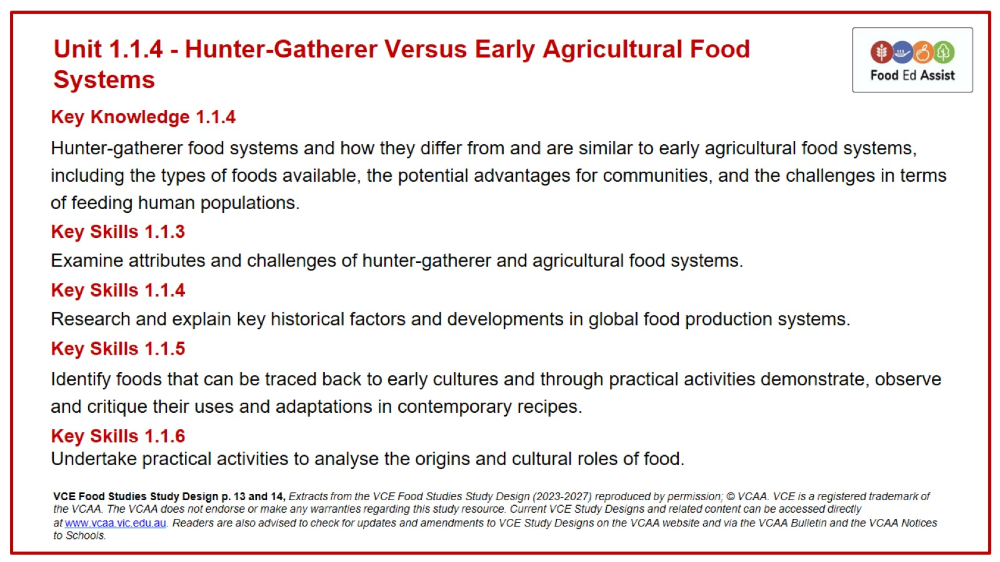 Unit 1.1.4 - Hunter-Gatherer Versus Early Agricultural Food
Systems
Food Ed Assist
Key Knowledge 1.1.4
Hunter-gatherer food systems and how they differ from and are similar to early agricultural food systems,
including the types of foods available, the potential advantages for communities, and the challenges in terms
of feeding human populations.
Key Skills 1.1.3
Examine attributes and challenges of hunter-gatherer and agricultural food systems.
Key Skills 1.1.4
Research and explain key historical factors and developments in global food production systems.
Key Skills 1.1.5
Identify foods that can be traced back to early cultures and through practical activities demonstrate, observe
and critique their uses and adaptations in contemporary recipes.
Key Skills 1.1.6
Undertake practical activities to analyse the origins and cultural roles of food.
VCE Food Studies Study Design p. 13 and 14, Extracts from the VCE Food Studies Study Design (2023-2027) reproduced by permission; © VCAA. VCE is a registered trademark of
the VCAA. The VCAA does not endorse or make any warranties regarding this study resource. Current VCE Study Designs and related content can be accessed directly
at www.vcaa.vic.edu.au. Readers are also advised to check for updates and amendments to VCE Study Designs on the VCAA website and via the VCAA Bulletin and the VCAA Notices
to Schools.